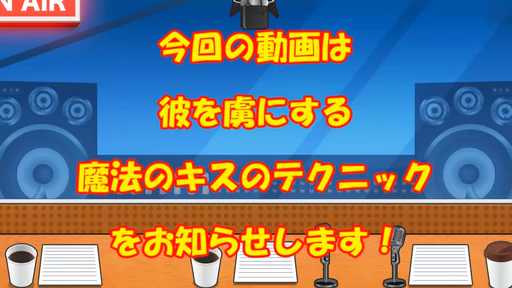 N AIR
今回の動画は
彼を虜にする
魔法のキスのテクニック
をお知らせします！